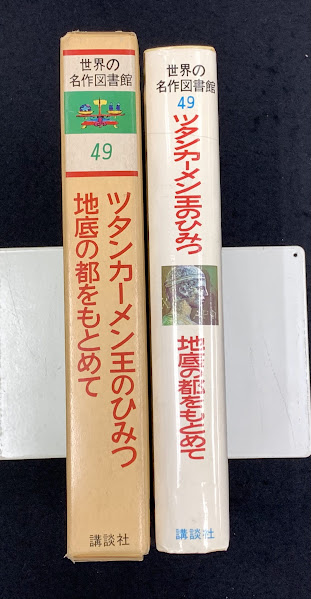 世界の
名作図書館
49
ツタンカーメン王のひみつ
地底の都をもとめて
講談社
世界の
名作図書館
49
ツタンカーメン王のひみつ
地底の都をもとめて
講談社